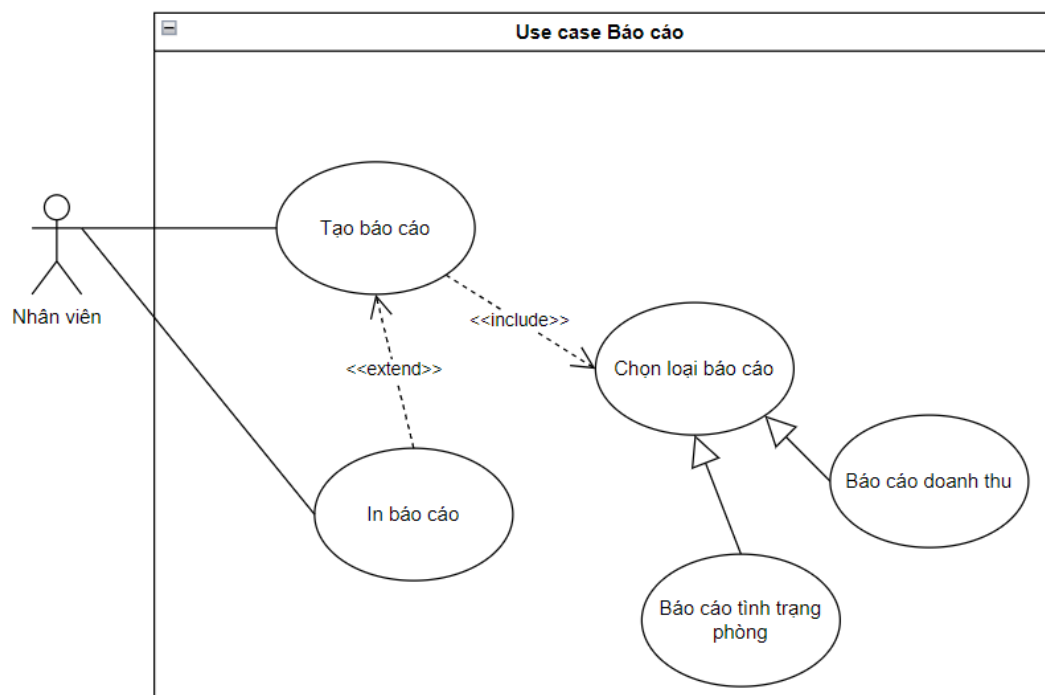 Use case Báo cáo
Tạo báo cáo
Nhân viên
<<include>>
<<extend>>
Chọn loại báo cáo
Báo cáo doanh thu
In báo cáo
Báo cáo tình trạng
phòng